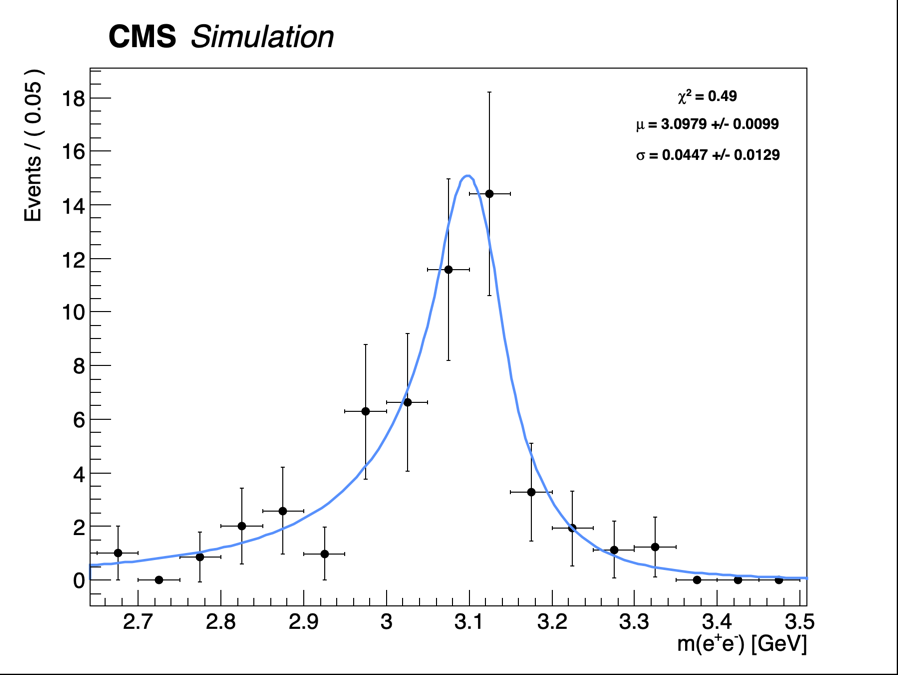 CMS Simulation
Events / ( 0.05 )
18
16
14
12
10
8
6
4
2
0
χ² = 0.49
μ = 3.0979 +/- 0.0099
σ = 0.0447 +/- 0.0129
2.7 2.8 2.9 3 3.1 3.2 3.3 3.4 3.5
m(e⁺e⁻) [GeV]